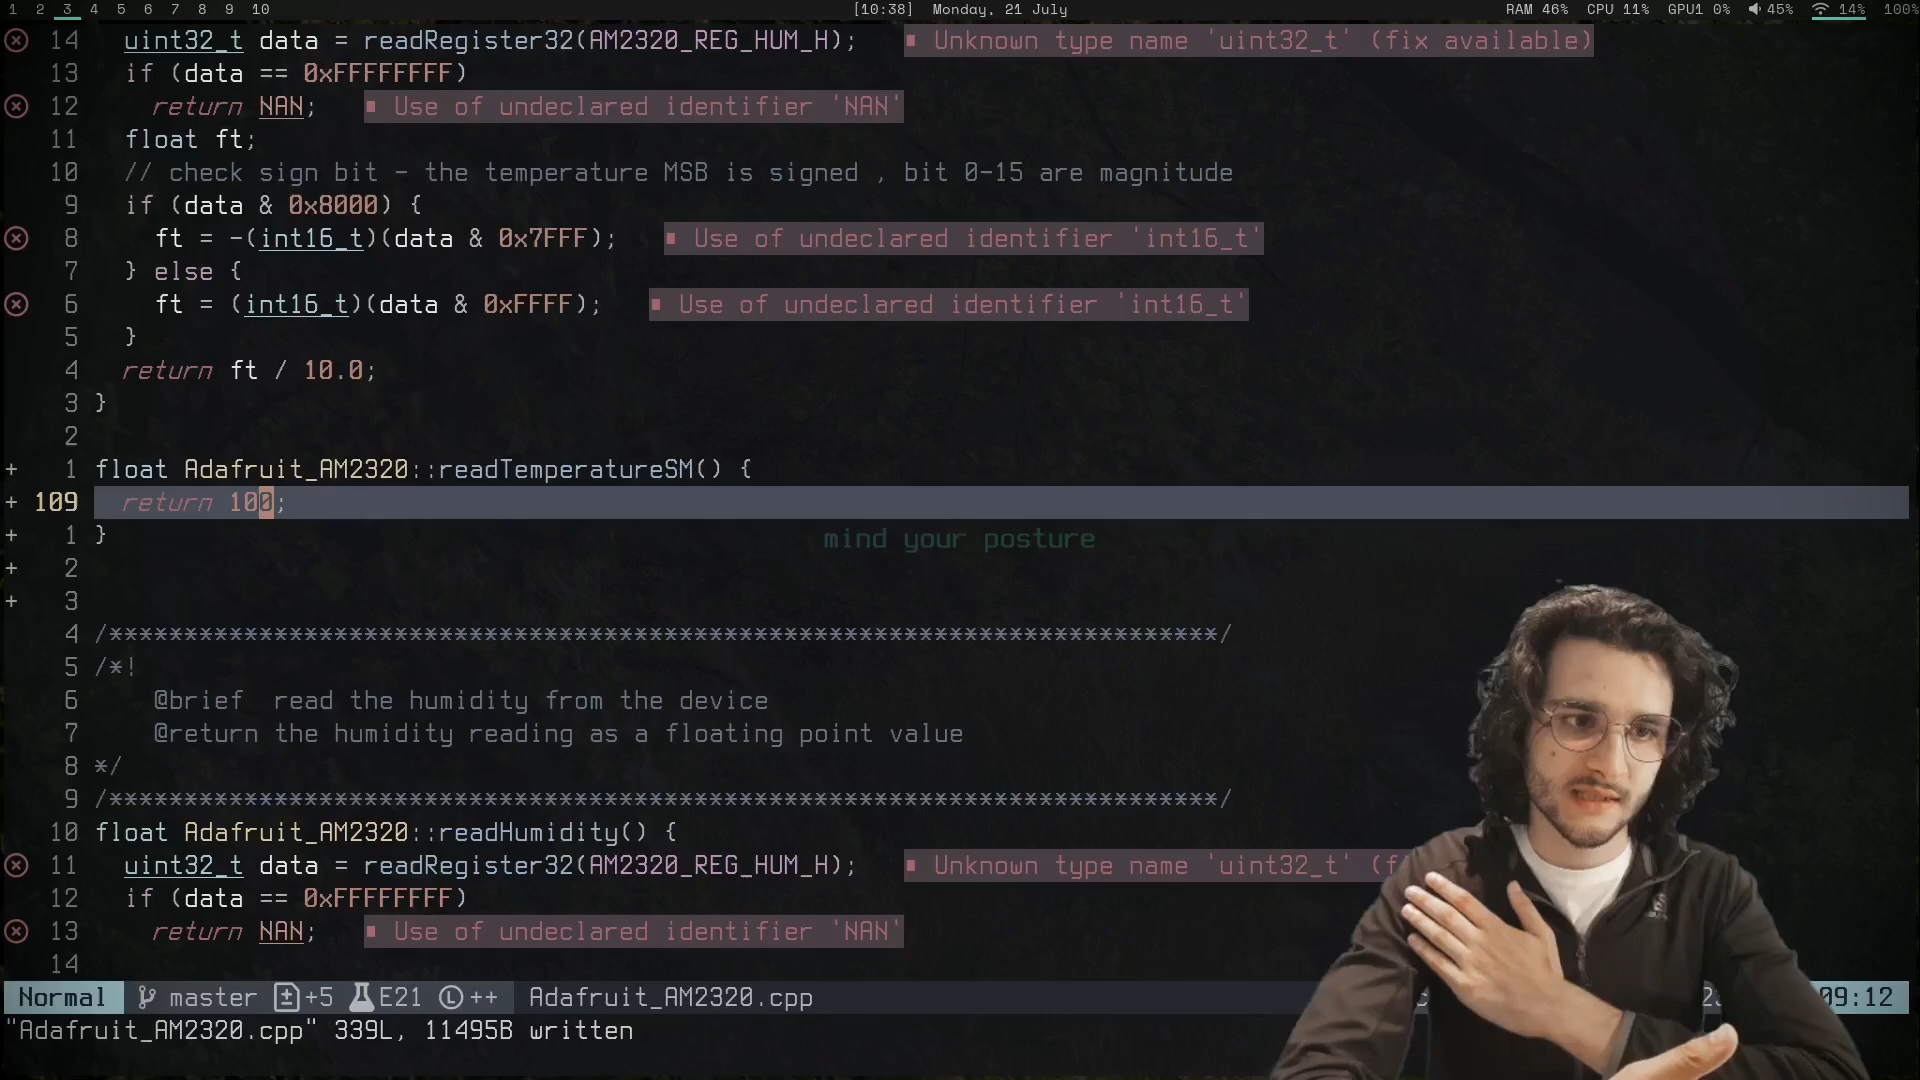 1 2 3 4 5 6 7 8 9 10 [10:38] Monday, 21 July RAM 46% CPU 11% GPU1 0% 45% 14% 100%
14 uint32_t data = readRegister32(AM2320_REG_HUM_H); ■ Unknown type name 'uint32_t' (fix available)
13 if (data == 0xFFFFFFFF)
12 return NAN; ■ Use of undeclared identifier 'NAN'
11 float ft;
10 // check sign bit - the temperature MSB is signed , bit 0-15 are magnitude
9 if (data & 0x8000) {
8 ft = -(int16_t)(data & 0x7FFF); ■ Use of undeclared identifier 'int16_t'
7 } else {
6 ft = (int16_t)(data & 0xFFFF); ■ Use of undeclared identifier 'int16_t'
5 }
4 return ft / 10.0;
3 }
2
+ 1 float Adafruit_AM2320::readTemperatureSM() {
+ 109 return 100;
+ 1 }
mind your posture
+ 2
+ 3
4 /**************************************************************************/
5 /*!
6 @brief read the humidity from the device
7 @return the humidity reading as a floating point value
8 */
9 /**************************************************************************/
10 float Adafruit_AM2320::readHumidity() {
11 uint32_t data = readRegister32(AM2320_REG_HUM_H); ■ Unknown type name 'uint32_t' (f
12 if (data == 0xFFFFFFFF)
13 return NAN; ■ Use of undeclared identifier 'NAN'
14
Normal master +5 E21 L ++ Adafruit_AM2320.cpp 09:12
"Adafruit_AM2320.cpp" 339L, 11495B written